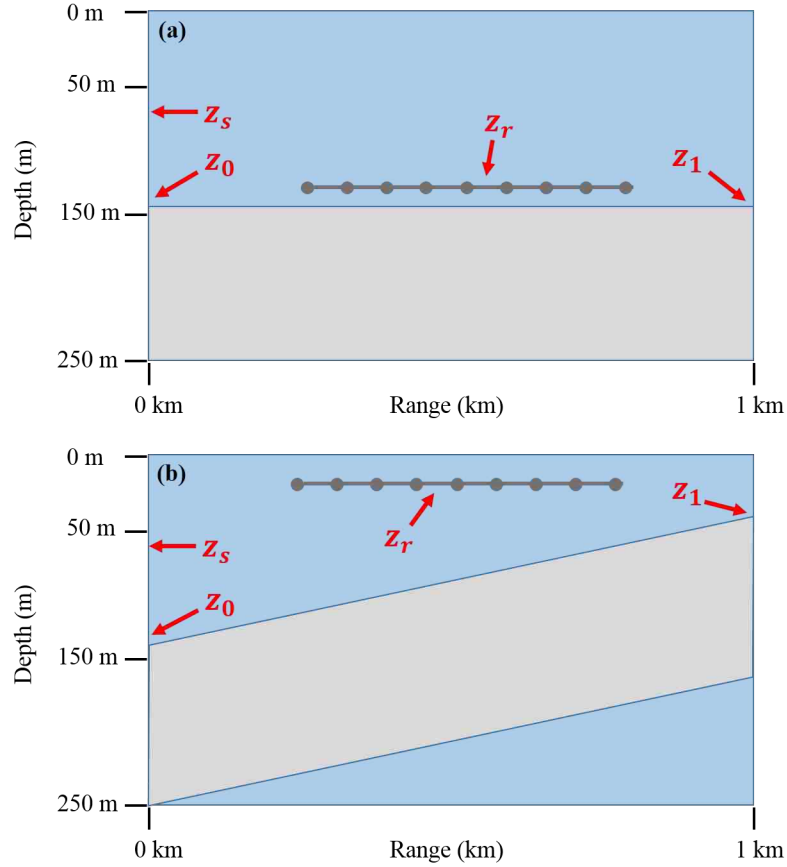 0 m
(a)
50 m
z_s
z_r
z_0
z_1
Depth (m)
150 m
250 m
0 km
Range (km)
1 km
0 m
(b)
z_1
50 m
z_r
z_s
z_0
Depth (m)
150 m
250 m
0 km
Range (km)
1 km